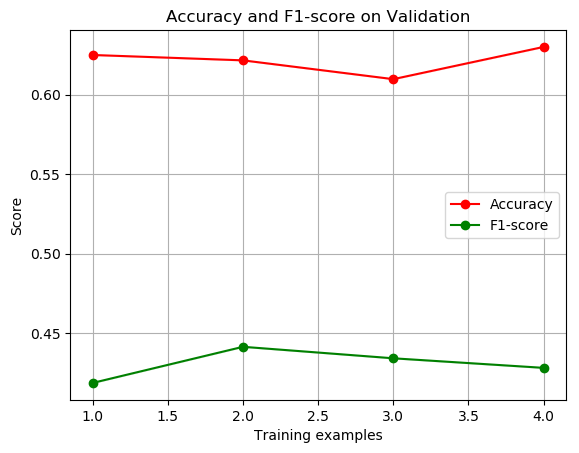 Accuracy and F1-score on Validation
Score
0.60
0.55
0.50
0.45
Accuracy
F1-score
1.0 1.5 2.0 2.5 3.0 3.5 4.0
Training examples